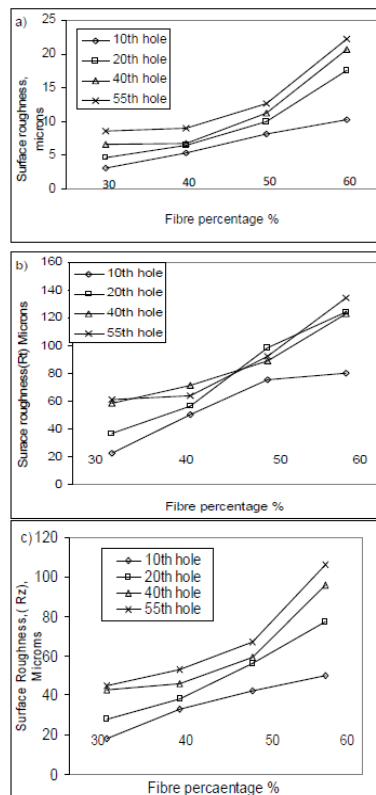 a)
25
20
15
10
5
0
Surface roughness,
microns
10th hole
20th hole
40th hole
55th hole
30 40 50 60
Fibre percentage %
b)
160
140
120
100
80
60
40
20
0
Surace roughness(Rt) Microns
10th hole
20th hole
40th hole
55th hole
30 40 50 60
Fibre percentage %
c)
120
100
80
60
40
20
0
Surface Roughness,( Rz),
Microns
10th hole
20th hole
40th hole
55th hole
30 40 50 60
Fibre percaentage %